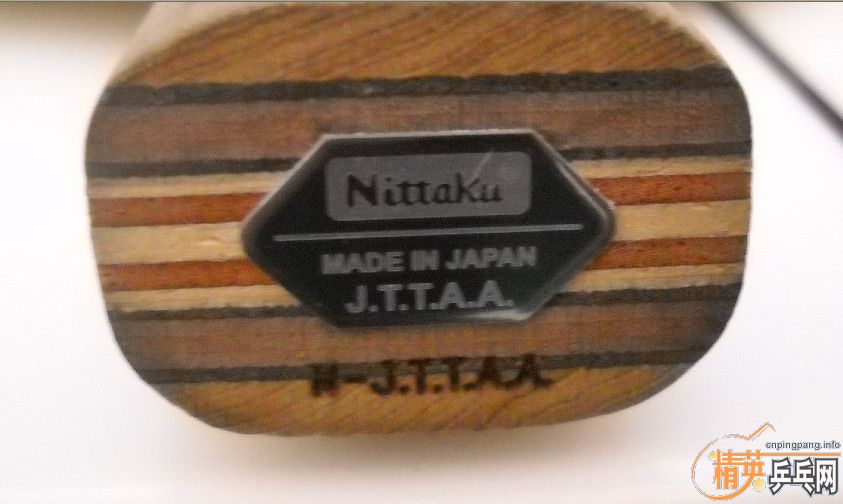 Nittaku
MADE IN JAPAN
J.T.T.A.A.
N-J.T.T.A.A.
cnpingpang.info
精英乒乓网